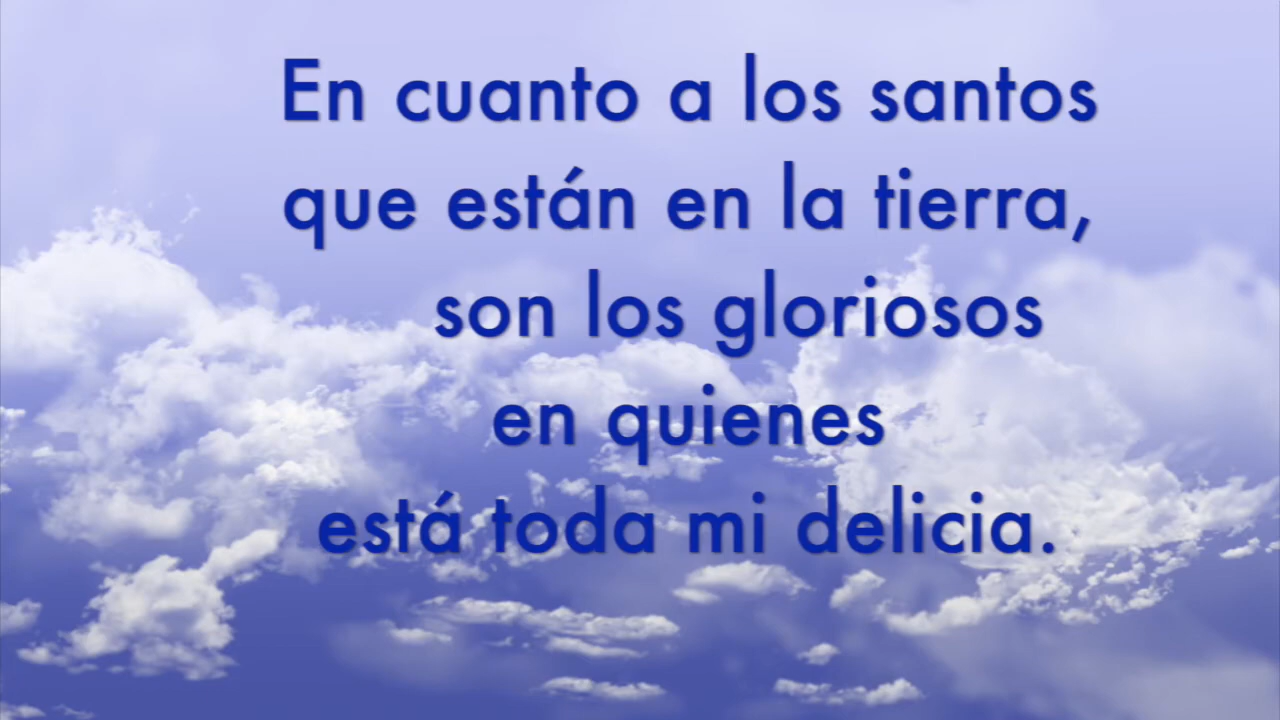 En cuanto a los santos
que están en la tierra,
son los gloriosos
en quienes
está toda mi delicia.